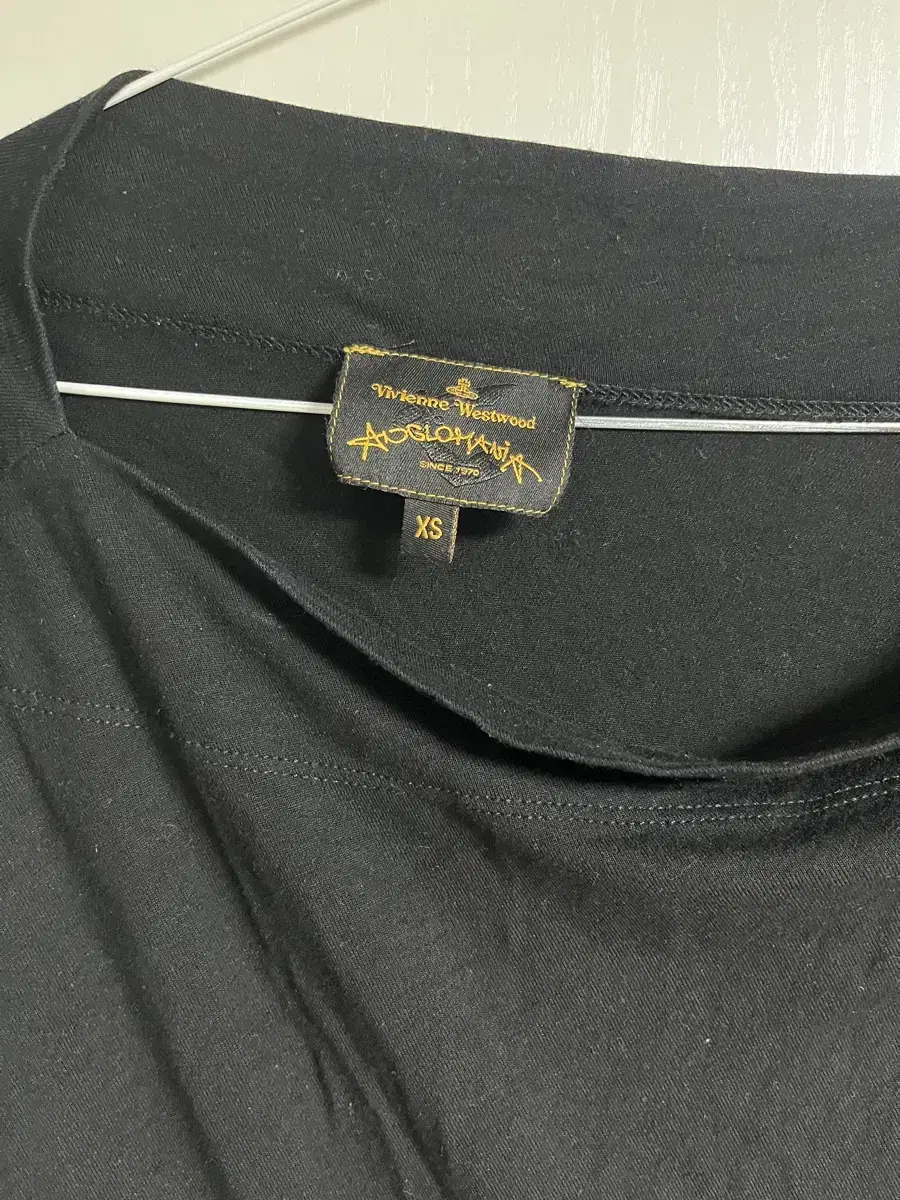 Vivienne Westwood
ANGLOMANIA
SINCE 1970
XS